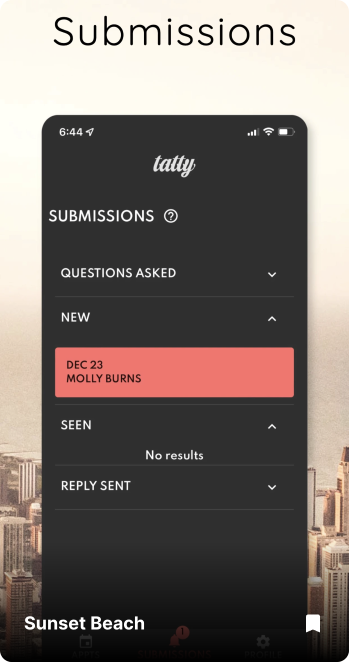 Submissions
6:44
tatty
SUBMISSIONS
QUESTIONS ASKED
NEW
DEC 23
MOLLY BURNS
SEEN
No results
REPLY SENT
Sunset Beach
1